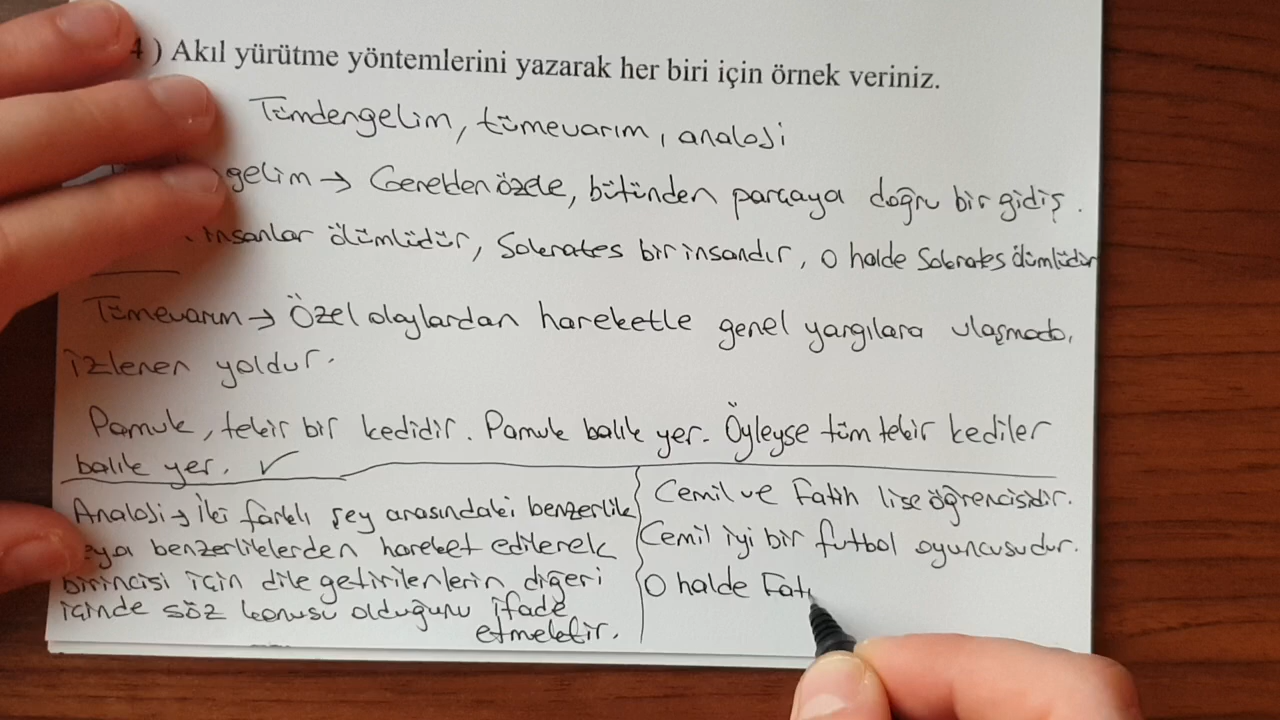 4 ) Akıl yürütme yöntemlerini yazarak her biri için örnek veriniz.
Tümdengelim, tümevarım, analoji
gelim → Genelden özele, bütünden parçaya doğru bir gidiş.
insanlar ölümlüdür, Sokrates bir insandır, o halde Sokrates ölümlüdür
Tümevarım → Özel olaylardan hareketle genel yargılara ulaşmada,
izlenen yoldur.
Pamuk, tekir bir kedidir. Pamuk balık yer. Öyleyse tüm tekir kediler
balık yer. ✓
Analoji → İki farklı şey arasındaki benzerlik
eya benzerliklerden hareket edilerek
birincisi için dile getirilenlerin diğeri
içinde söz konusu olduğunu ifade
etmektir.
Cemil ve Fatih lise öğrencisidir.
Cemil iyi bir futbol oyuncusudur.
O halde Fatı